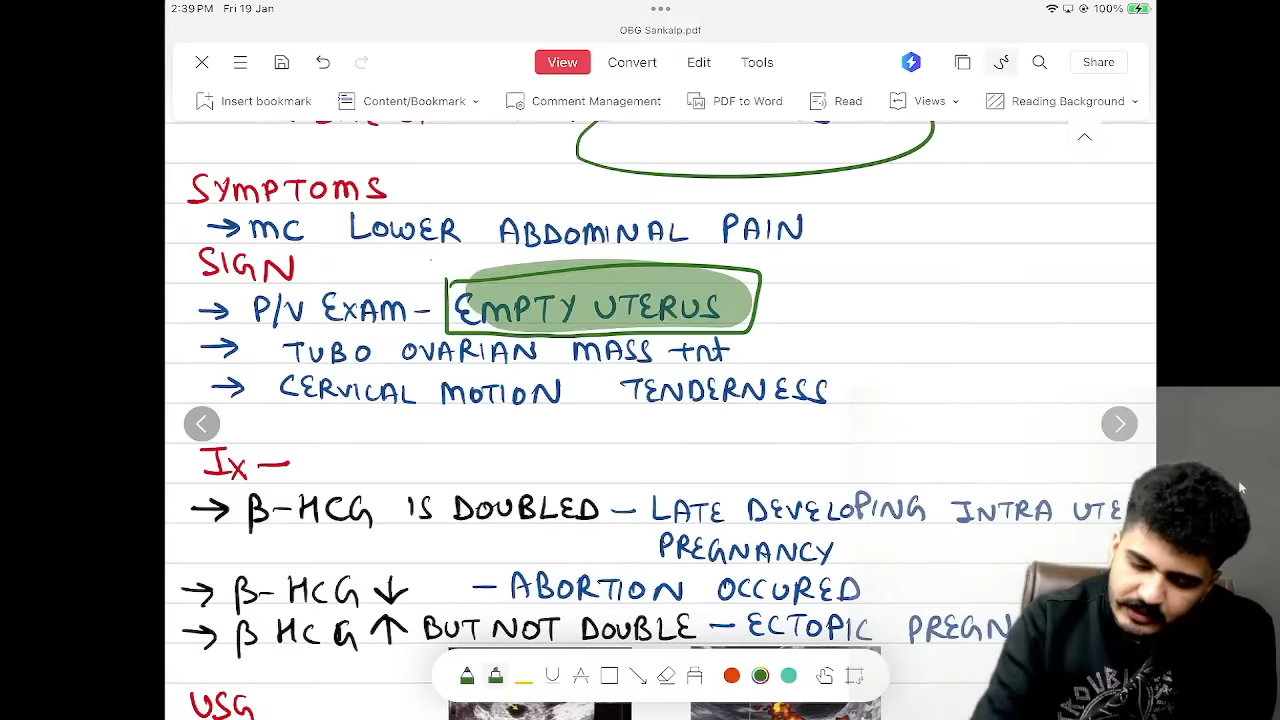 2:39 PM Fri 19 Jan
100%
OBG Sankalp.pdf
View Convert Edit Tools Share
Insert bookmark Content/Bookmark Comment Management PDF to Word Read Views Reading Background
SYMPTOMS
→ MC LOWER ABDOMINAL PAIN
SIGN
→ P/V EXAM - EMPTY UTERUS
→ TUBO OVARIAN MASS +nt
→ CERVICAL MOTION TENDERNESS
Ix -
→ β-HCG IS DOUBLED - LATE DEVELOPING INTRA UTE
PREGNANCY
→ β-HCG ↓ - ABORTION OCCURED
→ β HCG ↑ BUT NOT DOUBLE - ECTOPIC PREGN
USG